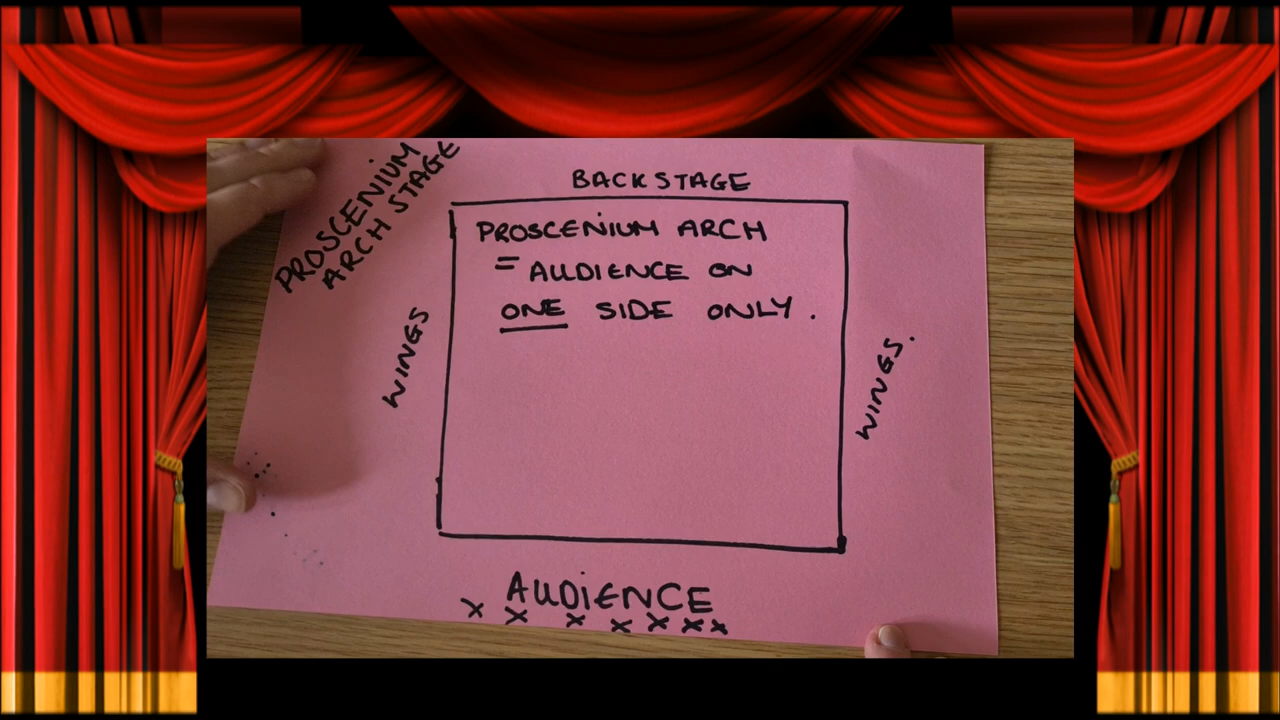 PROSCENIUM
ARCH STAGE
BACKSTAGE
PROSCENIUM ARCH
= AUDIENCE ON
ONE SIDE ONLY.
WINGS
WINGS.
AUDIENCE
x x x x x x x